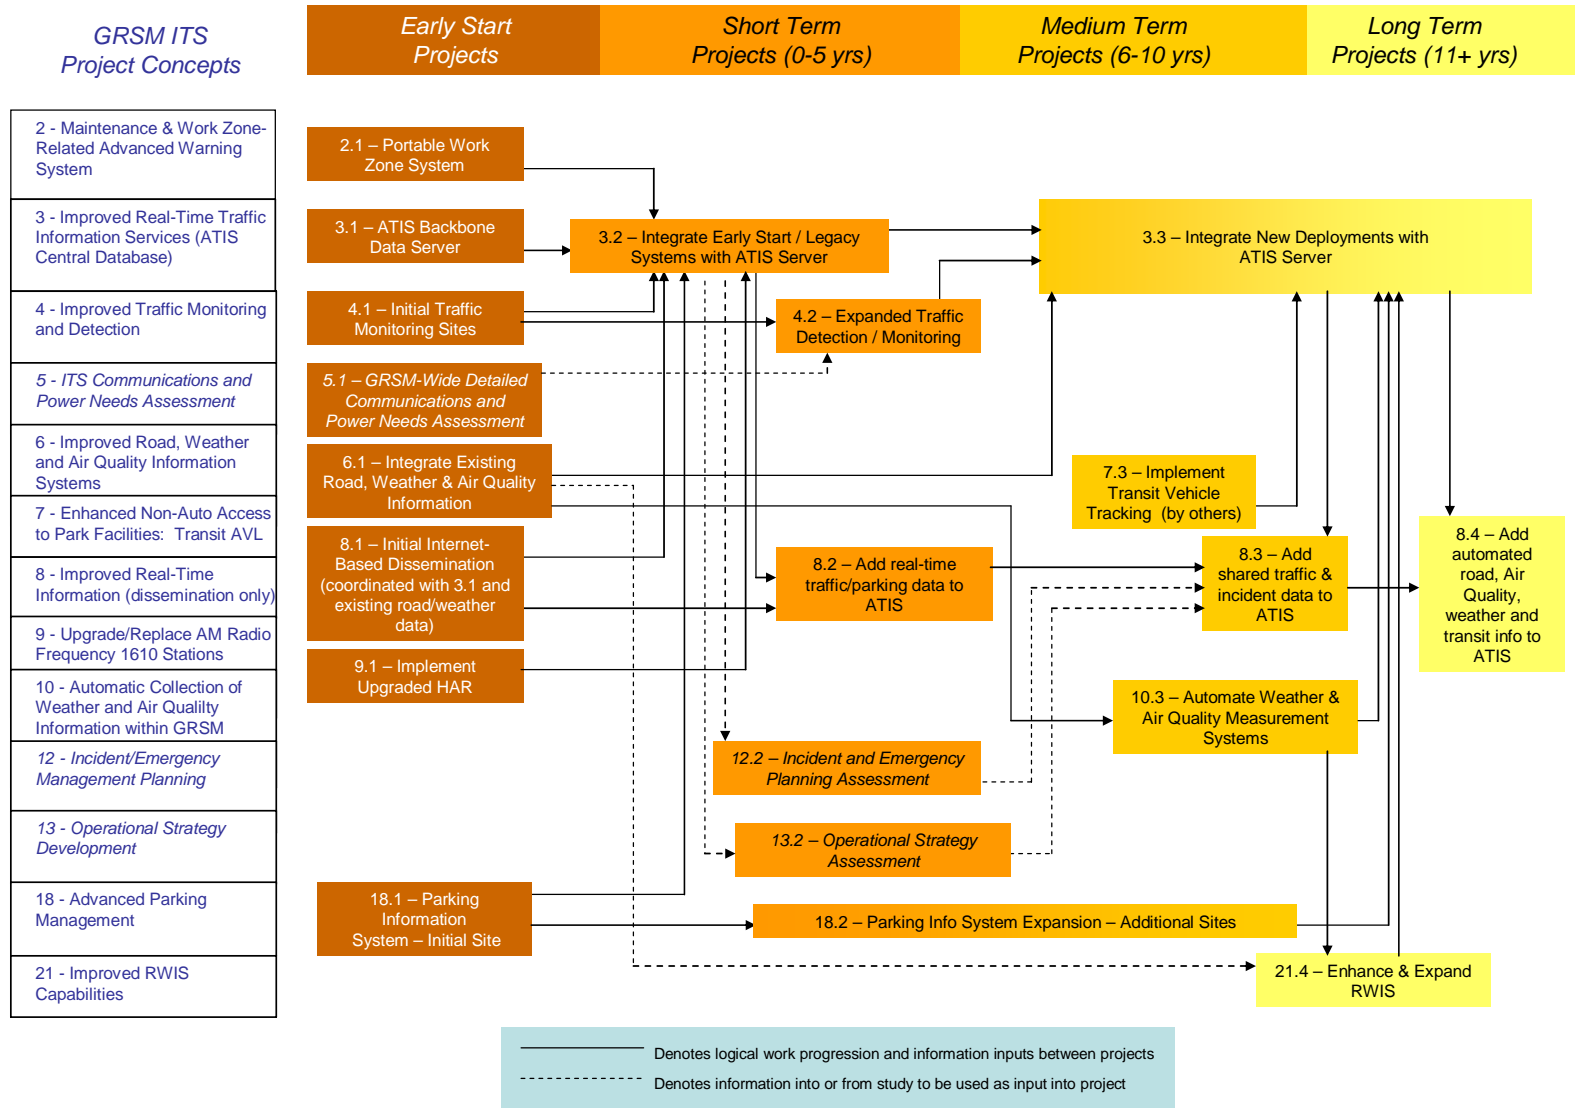 GRSM ITS
Project Concepts
Early Start
Projects
Short Term
Projects (0-5 yrs)
Medium Term
Projects (6-10 yrs)
Long Term
Projects (11+ yrs)
2 - Maintenance & Work Zone-
Related Advanced Warning
System
3 - Improved Real-Time Traffic
Information Services (ATIS
Central Database)
4 - Improved Traffic Monitoring
and Detection
5 - ITS Communications and
Power Needs Assessment
6 - Improved Road, Weather
and Air Quality Information
Systems
7 - Enhanced Non-Auto Access
to Park Facilities:  Transit AVL
8 - Improved Real-Time
Information (dissemination only)
9 - Upgrade/Replace AM Radio
Frequency 1610 Stations
10 - Automatic Collection of
Weather and Air Qualilty
Information within GRSM
12 - Incident/Emergency
Management Planning
13 - Operational Strategy
Development
18 - Advanced Parking
Management
21 - Improved RWIS
Capabilities
2.1 – Portable Work
Zone System
3.1 – ATIS Backbone
Data Server
3.2 – Integrate Early Start / Legacy
Systems with ATIS Server
3.3 – Integrate New Deployments with
ATIS Server
4.1 – Initial Traffic
Monitoring Sites
4.2 – Expanded Traffic
Detection / Monitoring
5.1 – GRSM-Wide Detailed
Communications and
Power Needs Assessment
6.1 – Integrate Existing
Road, Weather & Air Quality
Information
7.3 – Implement
Transit Vehicle
Tracking  (by others)
8.1 – Initial Internet-
Based Dissemination
(coordinated with 3.1 and
existing road/weather
data)
8.2 – Add real-time
traffic/parking data to
ATIS
8.3 – Add
shared traffic &
incident data to
ATIS
8.4 – Add
automated
road, Air
Quality,
weather and
transit info to
ATIS
9.1 – Implement
Upgraded HAR
10.3 – Automate Weather &
Air Quality Measurement
Systems
12.2 – Incident and Emergency
Planning Assessment
13.2 – Operational Strategy
Assessment
18.1 – Parking
Information
System – Initial Site
18.2 – Parking Info System Expansion – Additional Sites
21.4 – Enhance & Expand
RWIS
Denotes logical work progression and information inputs between projects
Denotes information into or from study to be used as input into project